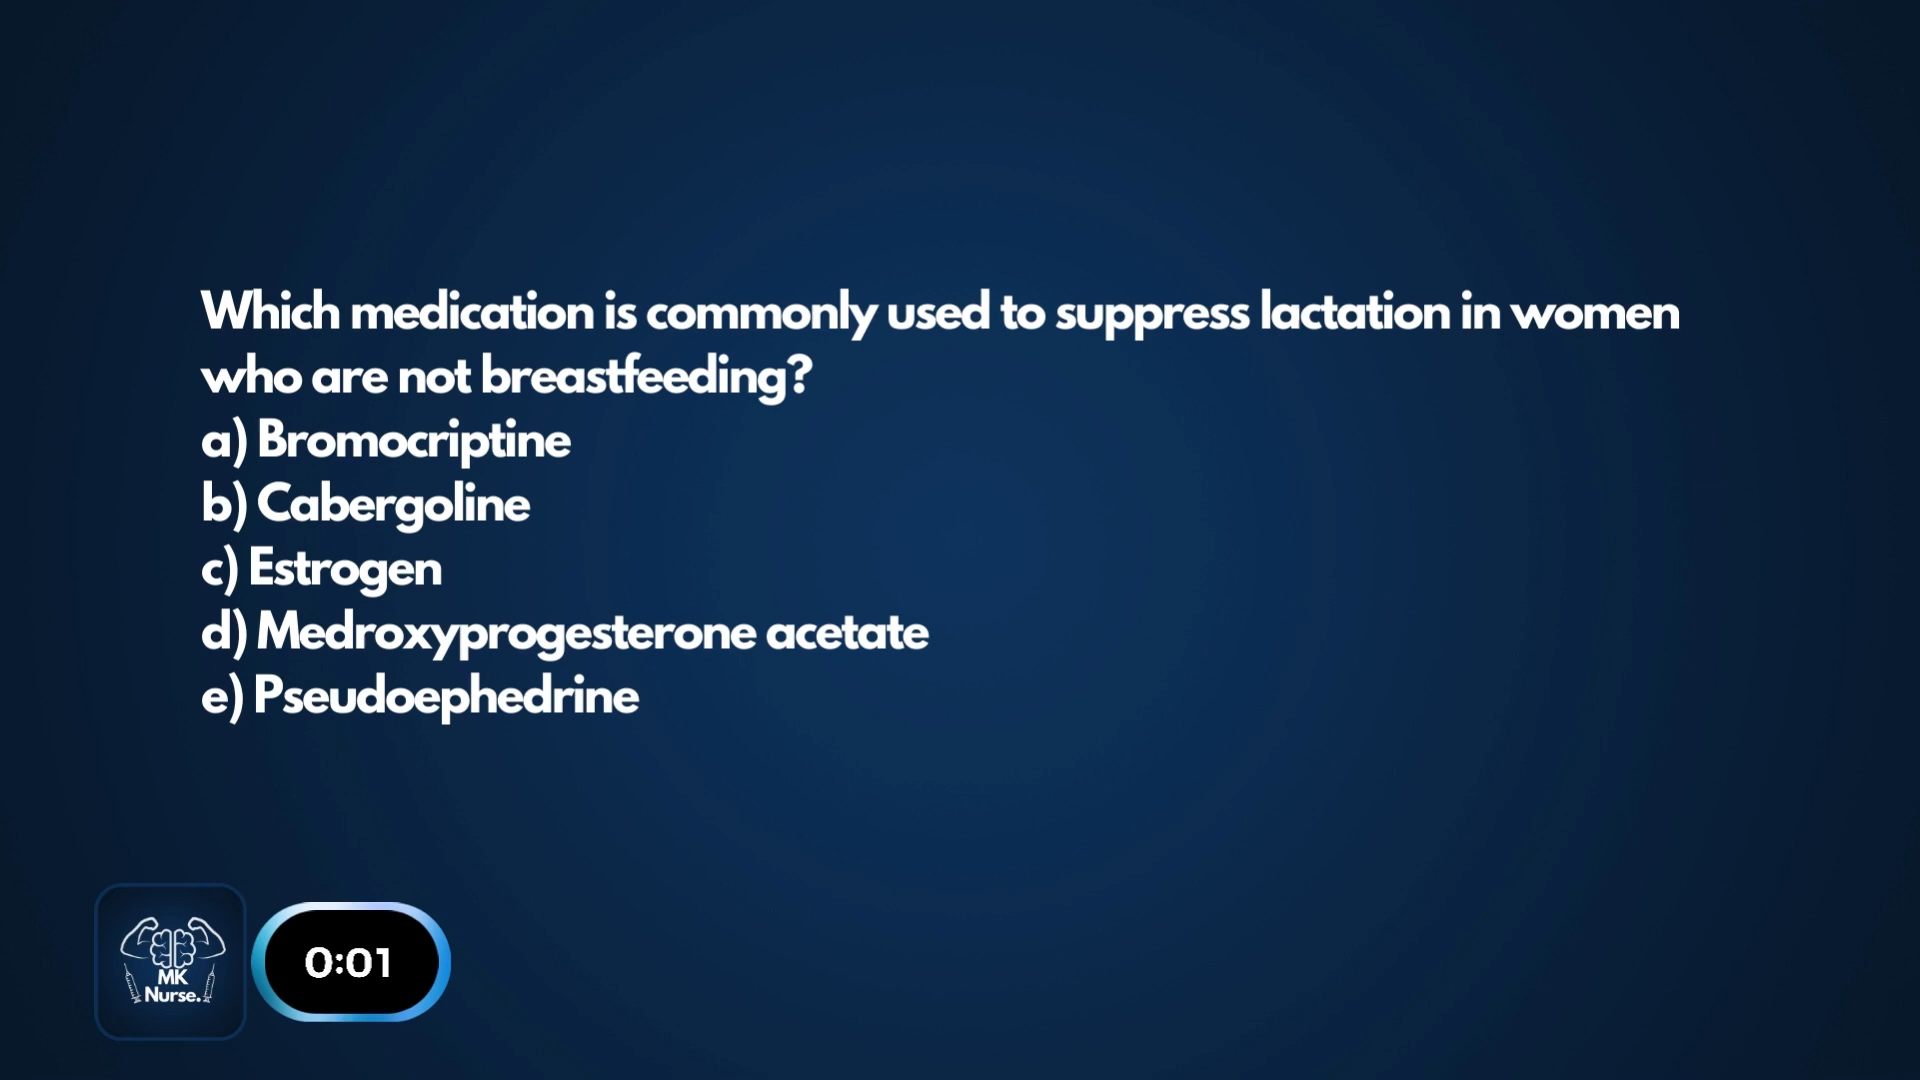 Which medication is commonly used to suppress lactation in women
who are not breastfeeding?
a) Bromocriptine
b) Cabergoline
c) Estrogen
d) Medroxyprogesterone acetate
e) Pseudoephedrine
MK
Nurse.
0:01